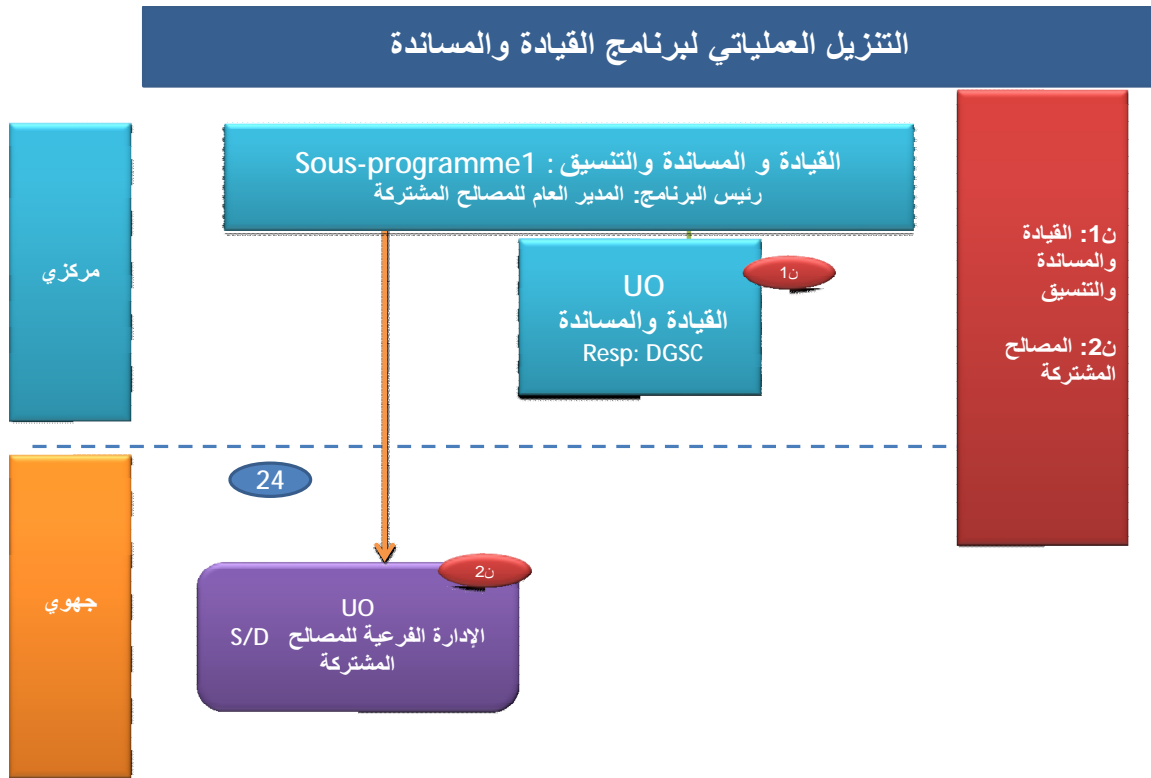 التنزيل العملياتي لبرنامج القيادة والمساندة
القيادة و المساندة والتنسيق : Sous-programme1
رئيس البرنامج: المدير العام للمصالح المشتركة
ن1: القيادة
والمساندة
والتنسيق
ن2: المصالح
المشتركة
مركزي
ن1
UO
القيادة والمساندة
Resp: DGSC
جهوي
24
ن2
UO
الإدارة الفرعية للمصالح S/D
المشتركة